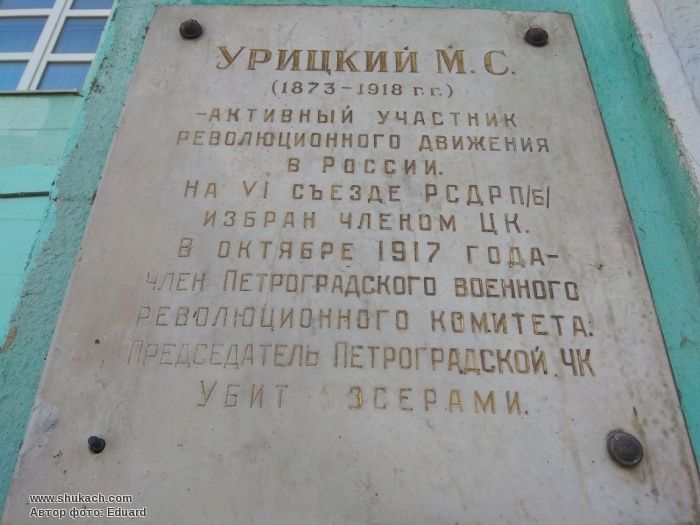 УРИЦКИЙ М. С.
(1873-1918 г.г.)
-АКТИВНЫЙ УЧАСТНИК
РЕВОЛЮЦИОННОГО ДВИЖЕНИЯ
В РОССИИ.
НА VI СЪЕЗДЕ РСДРП/б/
ИЗБРАН ЧЛЕНОМ ЦК.
В ОКТЯБРЕ 1917 ГОДА-
ЧЛЕН ПЕТРОГРАДСКОГО ВОЕННОГО
РЕВОЛЮЦИОННОГО КОМИТЕТА.
ПРЕДСЕДАТЕЛЬ ПЕТРОГРАДСКОЙ ЧК
УБИТ ЭСЕРАМИ.
www.shukach.com
Автор фото: Eduard